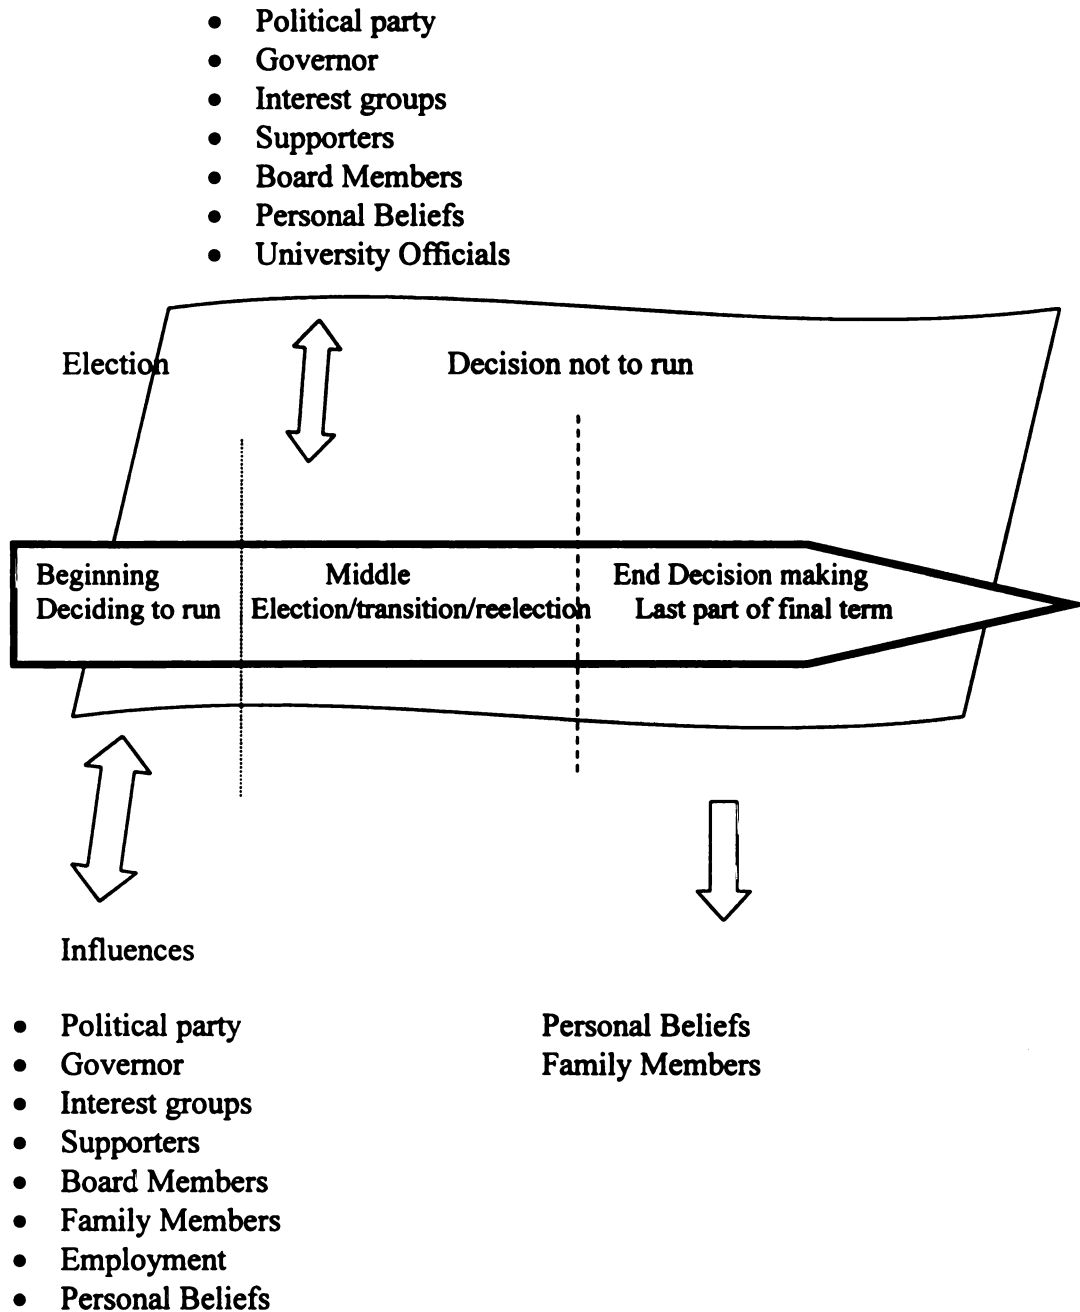 • Political party
• Governor
• Interest groups
• Supporters
• Board Members
• Personal Beliefs
• University Officials
Election
Decision not to run
Beginning
Deciding to run
Middle
Election/transition/reelection
End Decision making
Last part of final term
Influences
• Political party
• Governor
• Interest groups
• Supporters
• Board Members
• Family Members
• Employment
• Personal Beliefs
Personal Beliefs
Family Members